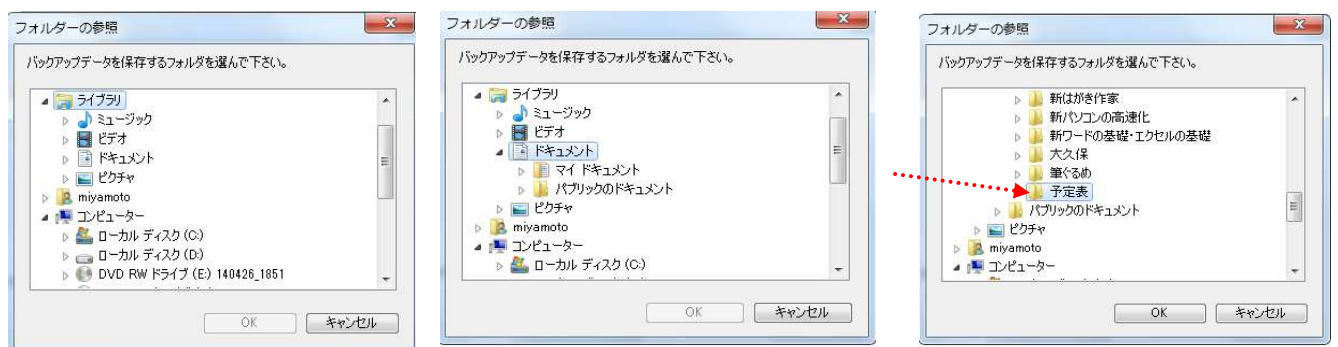 フォルダーの参照
バックアップデータを保存するフォルダを選んで下さい。
ライブラリ
ミュージック
ビデオ
ドキュメント
ピクチャ
miyamoto
コンピューター
ローカル ディスク (C:)
ローカル ディスク (D:)
DVD RW ドライブ (E:) 140426_1851
OK
キャンセル
フォルダーの参照
バックアップデータを保存するフォルダを選んで下さい。
ライブラリ
ミュージック
ビデオ
ドキュメント
マイ ドキュメント
パブリックのドキュメント
ピクチャ
miyamoto
コンピューター
ローカル ディスク (C:)
OK
キャンセル
フォルダーの参照
バックアップデータを保存するフォルダを選んで下さい。
新はがき作家
新パソコンの高速化
新ワードの基礎・エクセルの基礎
大久保
筆ぐるめ
予定表
パブリックのドキュメント
ピクチャ
miyamoto
コンピューター
OK
キャンセル